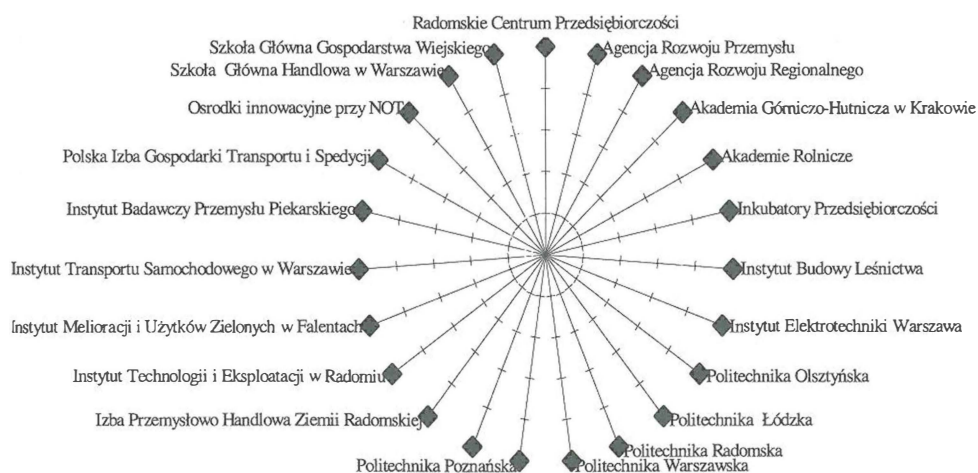 Radomskie Centrum Przedsiębiorczości
Agencja Rozwoju Przemysłu
Agencja Rozwoju Regionalnego
Akademia Górniczo-Hutnicza w Krakowie
Akademie Rolnicze
Inkubatory Przedsiębiorczości
Instytut Budowy Leśnictwa
Instytut Elektrotechniki Warszawa
Politechnika Olsztyńska
Politechnika Łódzka
Politechnika Radomska
Politechnika Warszawska
Politechnika Poznańska
Izba Przemysłowo Handlowa Ziemii Radomskiej
Instytut Technologii i Eksploatacji w Radomiu
Instytut Melioracji i Użytków Zielonych w Falentach
Instytut Transportu Samochodowego w Warszawie
Instytut Badawczy Przemysłu Piekarskiego
Polska Izba Gospodarki Transportu i Spedycji
Osrodki innowacyjne przy NOT
Szkoła Główna Handlowa w Warszawie
Szkoła Główna Gospodarstwa Wiejskiego